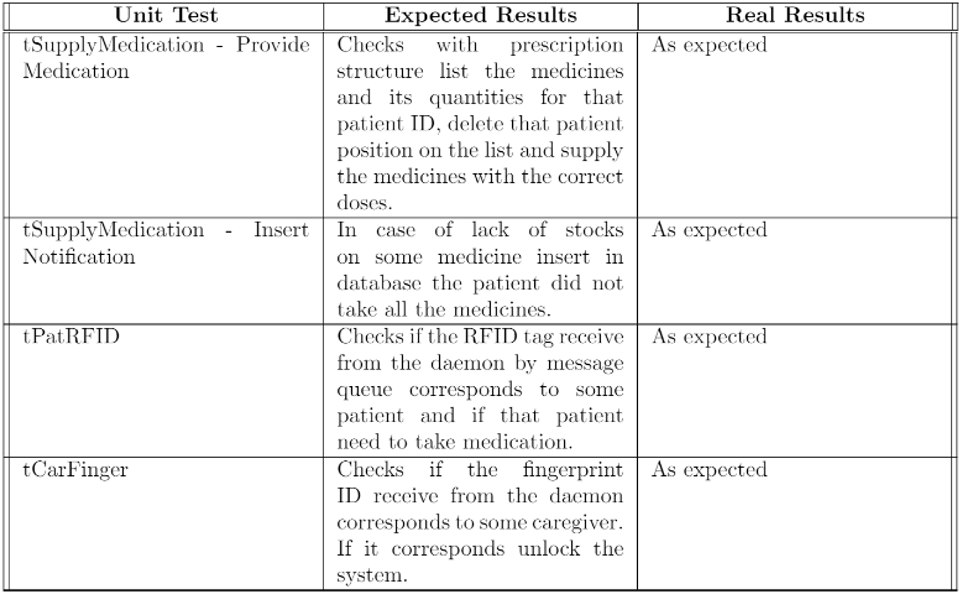 Unit Test Expected Results Real Results
tSupplyMedication - Provide Medication
Checks with prescription
structure list the medicines
and its quantities for that
patient ID, delete that patient
position on the list and supply
the medicines with the correct
doses.
As expected
tSupplyMedication - Insert
Notification
In case of lack of stocks
on some medicine insert in
database the patient did not
take all the medicines.
As expected
tPatRFID
Checks if the RFID tag receive
from the daemon by message
queue corresponds to some
patient and if that patient
need to take medication.
As expected
tCarFinger
Checks if the fingerprint
ID receive from the daemon
corresponds to some caregiver.
If it corresponds unlock the
system.
As expected